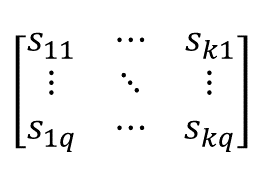 [s₁₁ ⋯ sₖ₁
⋮ ⋱ ⋮
s₁q ⋯ sₖq]